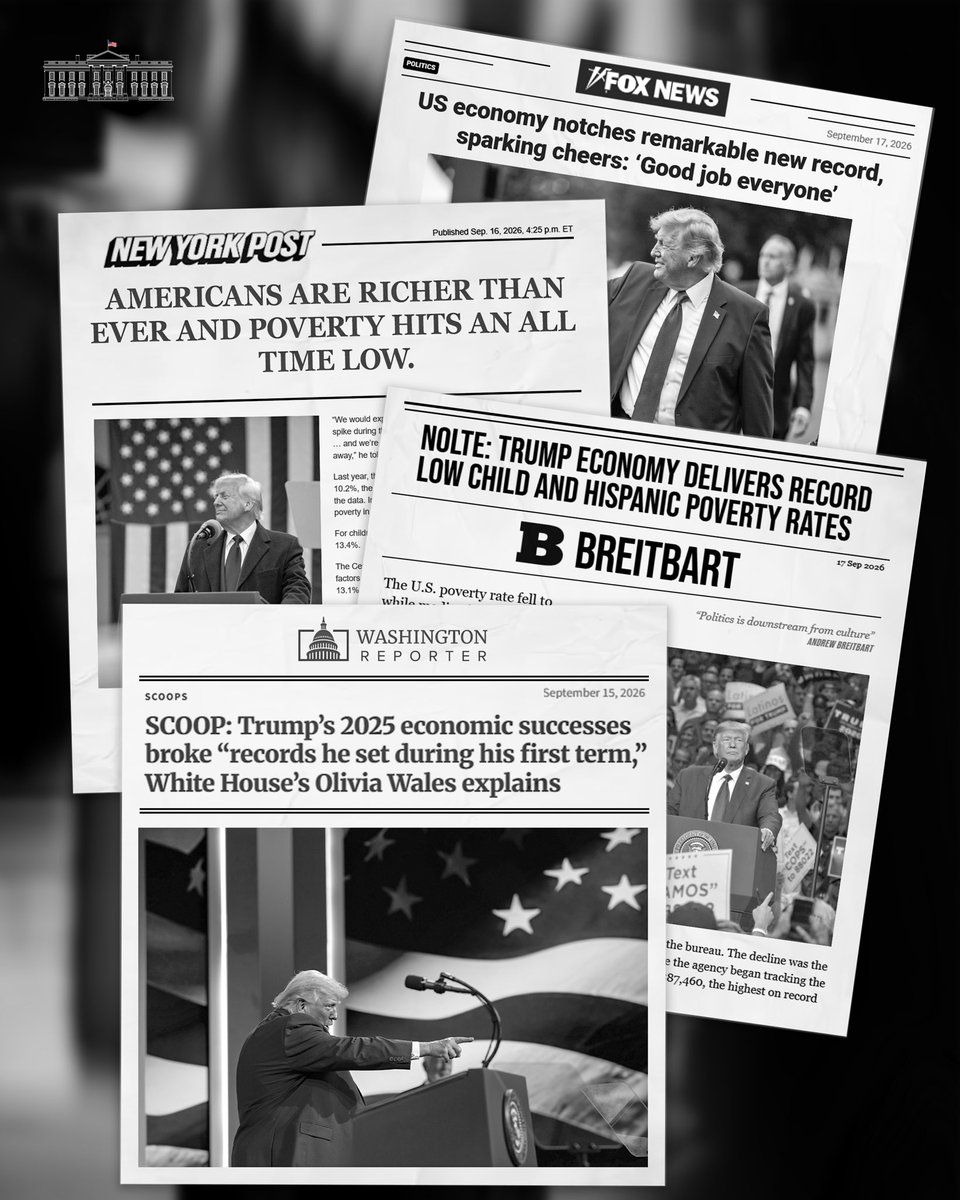 FOX NEWS
POLITICS
September 17, 2026
US economy notches remarkable new record,
sparking cheers: ‘Good job everyone’
NEW YORK POST
Published Sep. 16, 2026, 4:25 p.m. ET
AMERICANS ARE RICHER THAN
EVER AND POVERTY HITS AN ALL
TIME LOW.
“We would
spike during
… and we’re
away,” he
Last year,
10.2%, the
the data.
poverty in
For
13.4%.
The
factors
13.1%
NOLTE: TRUMP ECONOMY DELIVERS RECORD
LOW CHILD AND HISPANIC POVERTY RATES
B BREITBART
17 Sep 2026
The U.S. poverty rate fell to
while
“Politics is downstream from culture”
ANDREW BREITBART
Latinos
FOR TRUMP
Text
the bureau. The decline was the
the agency began tracking the
87,460, the highest on record
WASHINGTON
REPORTER
SCOOPS
September 15, 2026
SCOOP: Trump’s 2025 economic successes
broke “records he set during his first term,”
White House’s Olivia Wales explains